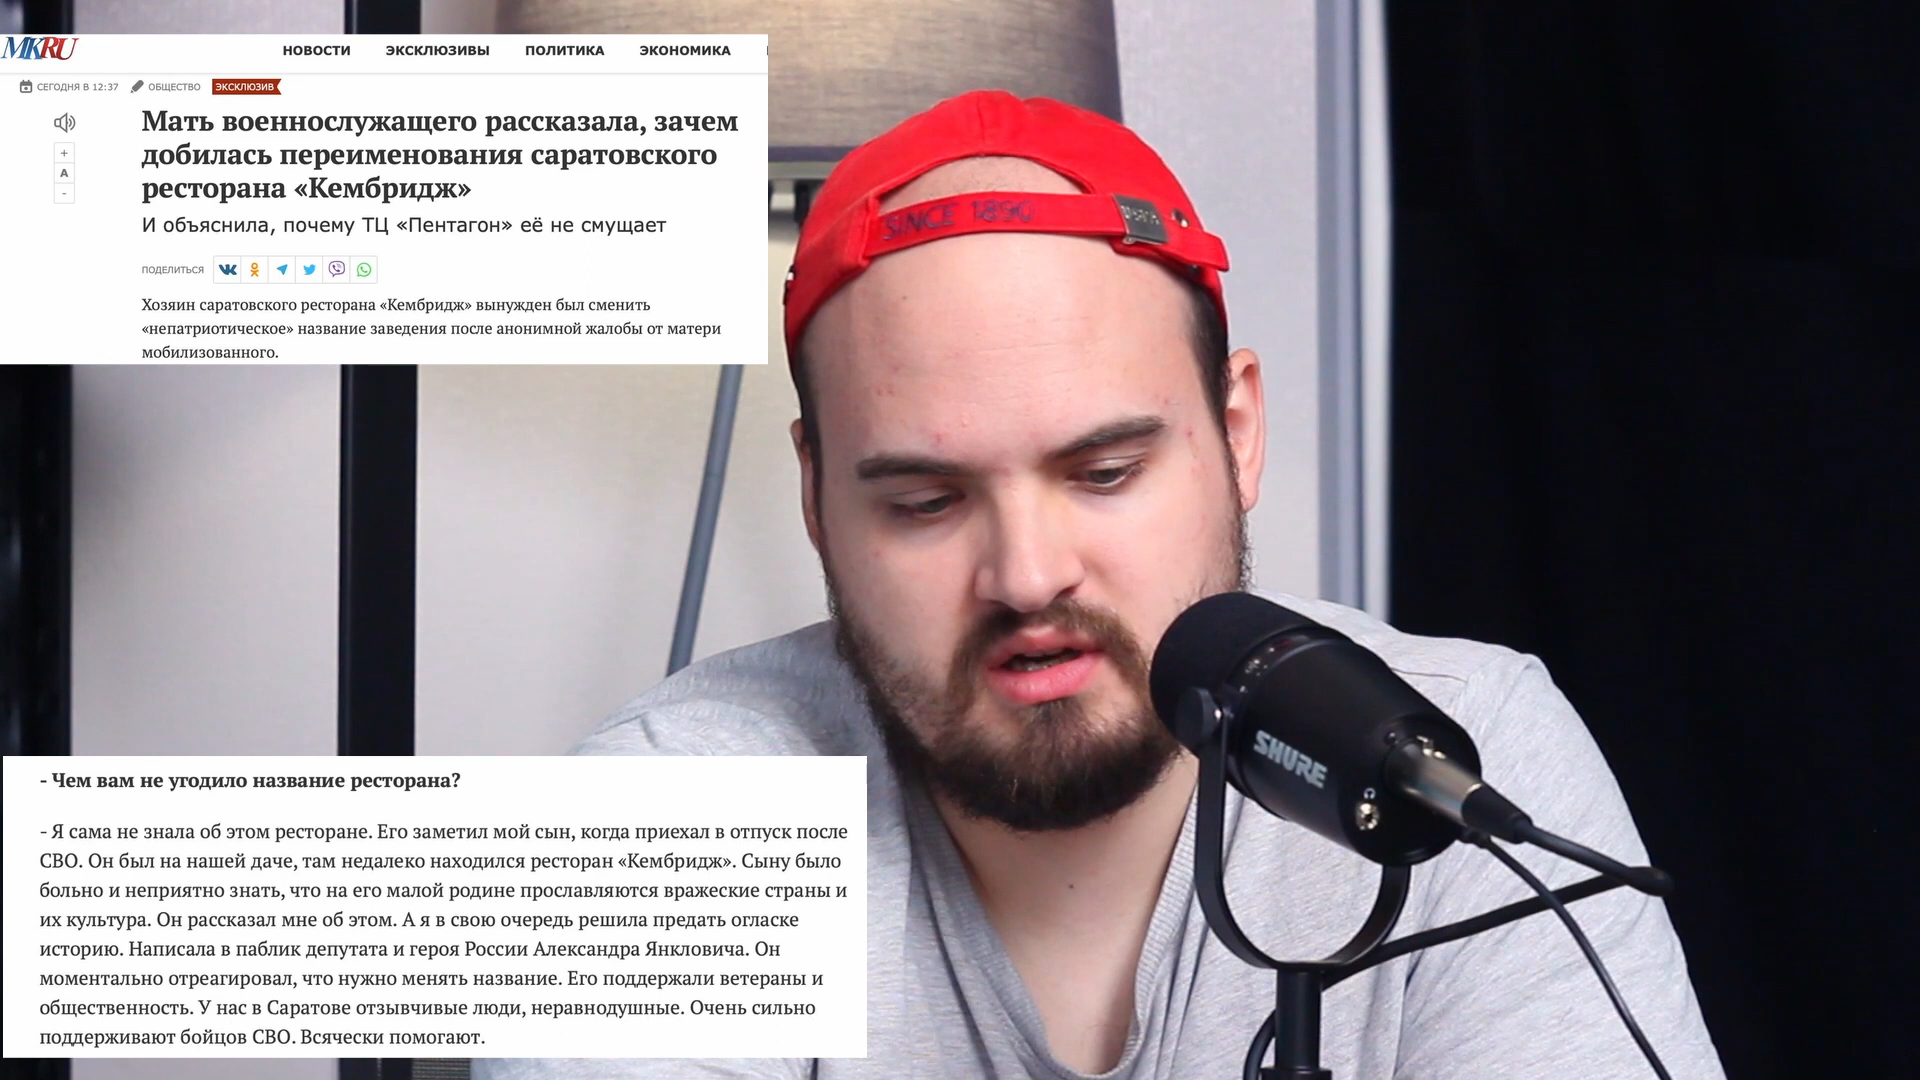 MKRU
НОВОСТИ ЭКСКЛЮЗИВЫ ПОЛИТИКА ЭКОНОМИКА
СЕГОДНЯ В 12:37 ОБЩЕСТВО ЭКСКЛЮЗИВ
+
А
-
Мать военнослужащего рассказала, зачем
добилась переименования саратовского
ресторана «Кембридж»
И объяснила, почему ТЦ «Пентагон» её не смущает
ПОДЕЛИТЬСЯ
Хозяин саратовского ресторана «Кембридж» вынужден был сменить
«непатриотическое» название заведения после анонимной жалобы от матери
мобилизованного.
SINCE 1890
SHURE
- Чем вам не угодило название ресторана?
- Я сама не знала об этом ресторане. Его заметил мой сын, когда приехал в отпуск после
СВО. Он был на нашей даче, там недалеко находился ресторан «Кембридж». Сыну было
больно и неприятно знать, что на его малой родине прославляются вражеские страны и
их культура. Он рассказал мне об этом. А я в свою очередь решила предать огласке
историю. Написала в паблик депутата и героя России Александра Янкловича. Он
моментально отреагировал, что нужно менять название. Его поддержали ветераны и
общественность. У нас в Саратове отзывчивые люди, неравнодушные. Очень сильно
поддерживают бойцов СВО. Всячески помогают.